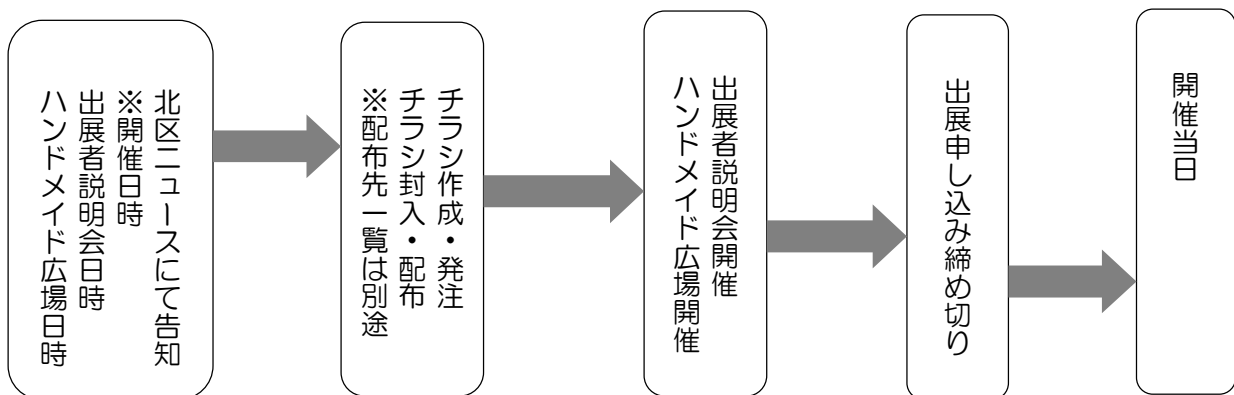 北区ニュースにて告知
※開催日時
出展者説明会日時
ハンドメイド広場日時
チラシ作成・発注
チラシ封入・配布
※配布先一覧は別途
出展者説明会開催
ハンドメイド広場開催
出展申し込み締め切り
開催当日